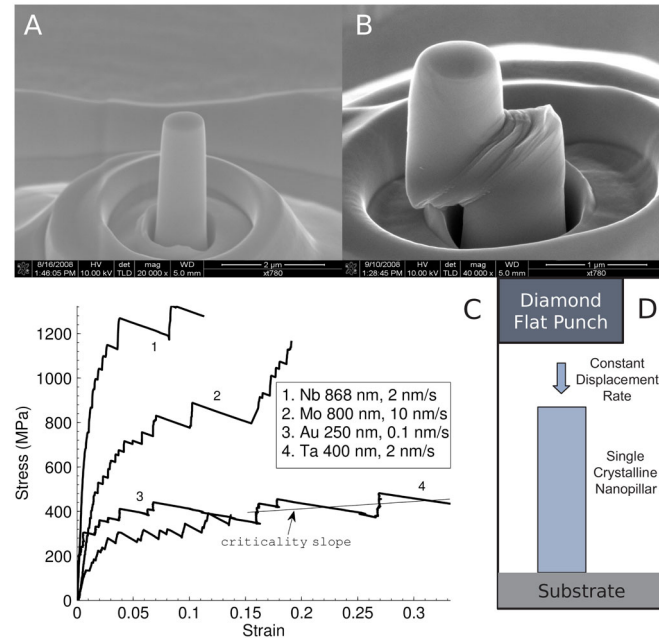 A
8/16/2008 HV det mag WD 2 µm
1:46:05 PM 10.00 kV TLD 20 000 x 5.0 mm xt780
B
9/10/2008 HV det mag WD 1 µm
1:28:45 PM 10.00 kV TLD 40 000 x 5.0 mm xt780
C
Stress (MPa)
1200
1000
800
600
400
200
0
1
2
3
4
1. Nb 868 nm, 2 nm/s
2. Mo 800 nm, 10 nm/s
3. Au 250 nm, 0.1 nm/s
4. Ta 400 nm, 2 nm/s
criticality slope
0 0.05 0.1 0.15 0.2 0.25 0.3
Strain
D
Diamond
Flat Punch
Constant
Displacement
Rate
Single
Crystalline
Nanopillar
Substrate